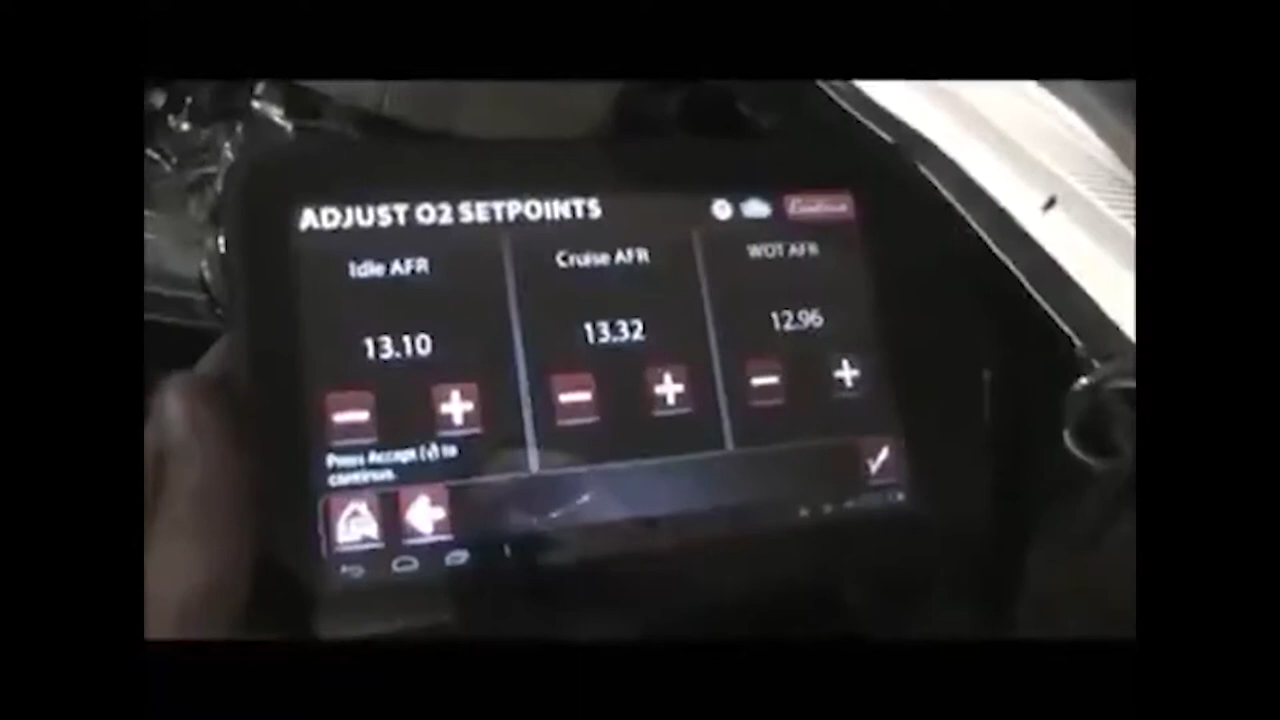 ADJUST O2 SETPOINTS
Idle AFR
Cruise AFR
WOT AFR
13.10
13.32
12.96
Press Accept (√) to
continue.